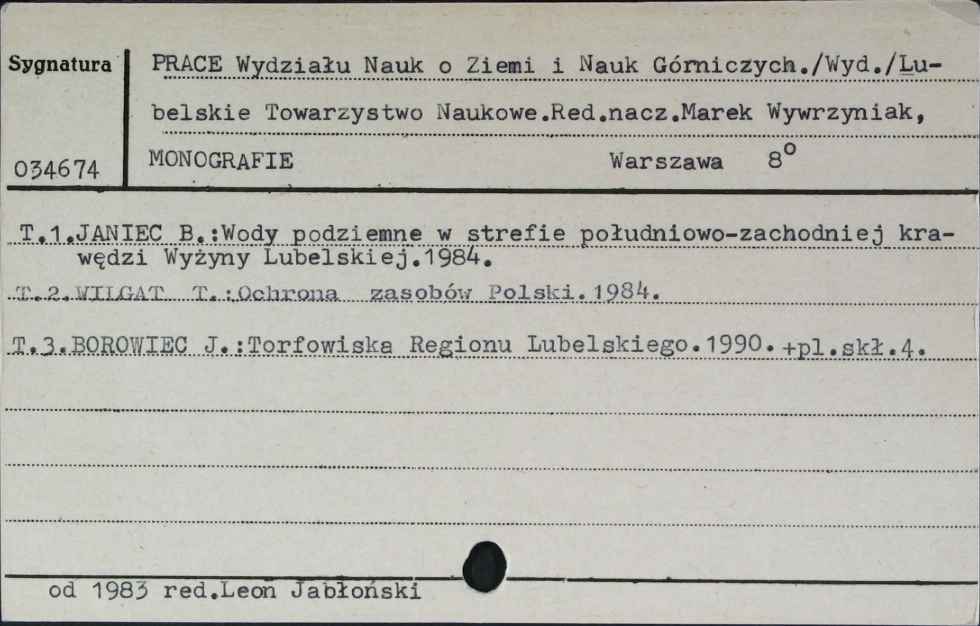 Sygnatura
PRACE Wydziału Nauk o Ziemi i Nauk Górniczych./Wyd./Lu-
belskie Towarzystwo Naukowe.Red.nacz.Marek Wywrzyniak,
034674
MONOGRAFIE Warszawa 8°
T.1.JANIEC B.:Wody podziemne w strefie południowo-zachodniej kra-
wędzi Wyżyny Lubelskiej.1984.
T.2.WILGAT T.:Ochrona zasobów Polski.1984.
T.3.BOROWIEC J.:Torfowiska Regionu Lubelskiego.1990.+pl.skł.4.
od 1983 red.Leon Jabłoński